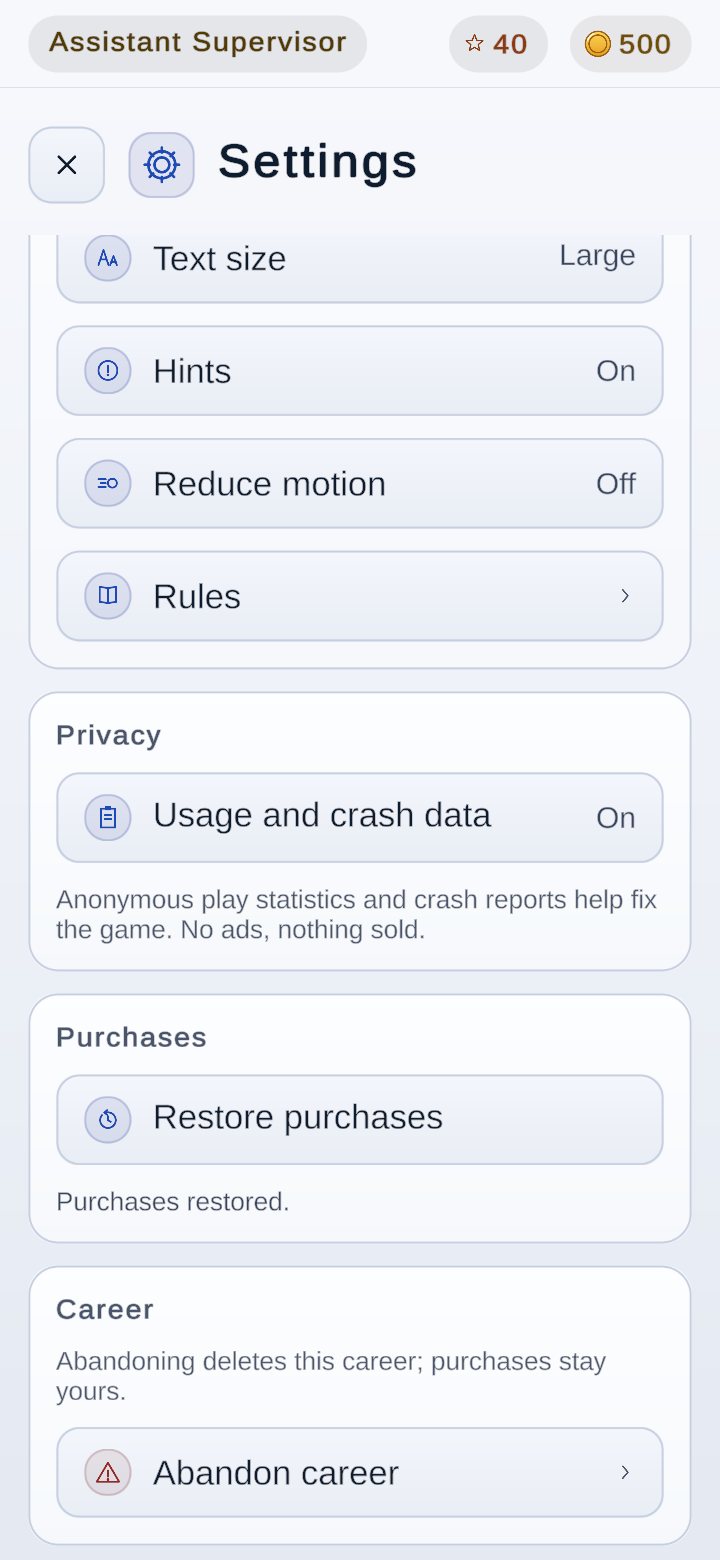 Assistant Supervisor
40
500
Settings
Text size
Large
Hints
On
Reduce motion
Off
Rules
Privacy
Usage and crash data
On
Anonymous play statistics and crash reports help fix
the game. No ads, nothing sold.
Purchases
Restore purchases
Purchases restored.
Career
Abandoning deletes this career; purchases stay
yours.
Abandon career